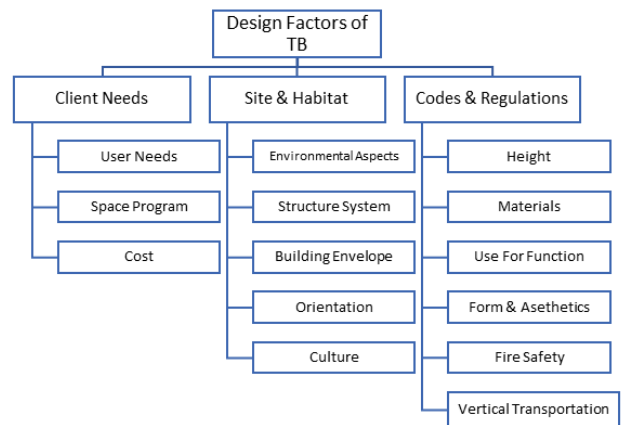 Design Factors of
TB
Client Needs
Site & Habitat
Codes & Regulations
User Needs
Space Program
Cost
Environmental Aspects
Structure System
Building Envelope
Orientation
Culture
Height
Materials
Use For Function
Form & Asethetics
Fire Safety
Vertical Transportation